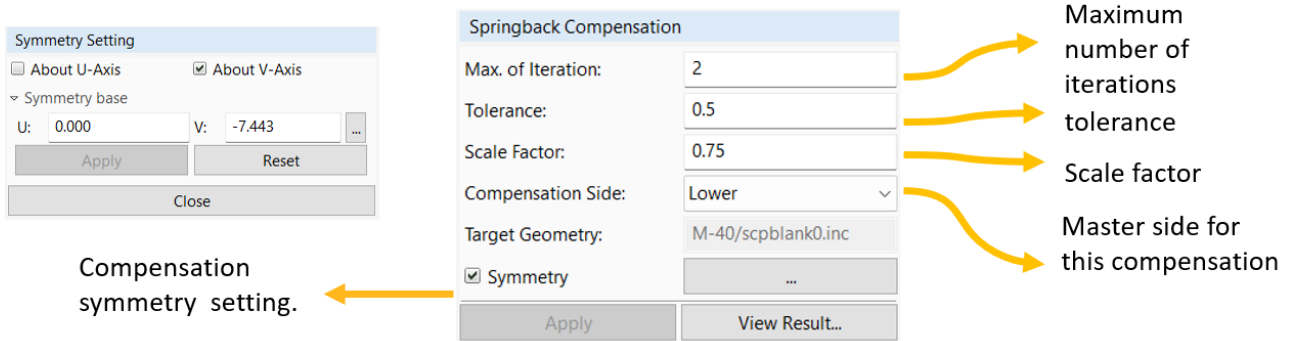 Symmetry Setting
About U-Axis
About V-Axis
Symmetry base
U: 0.000 V: -7.443 ...
Apply Reset
Close
Compensation
symmetry setting.
Springback Compensation
Max. of Iteration: 2
Tolerance: 0.5
Scale Factor: 0.75
Compensation Side: Lower
Target Geometry: M-40/scpblank0.inc
Symmetry ...
Apply View Result...
Maximum
number of
iterations
tolerance
Scale factor
Master side for
this compensation